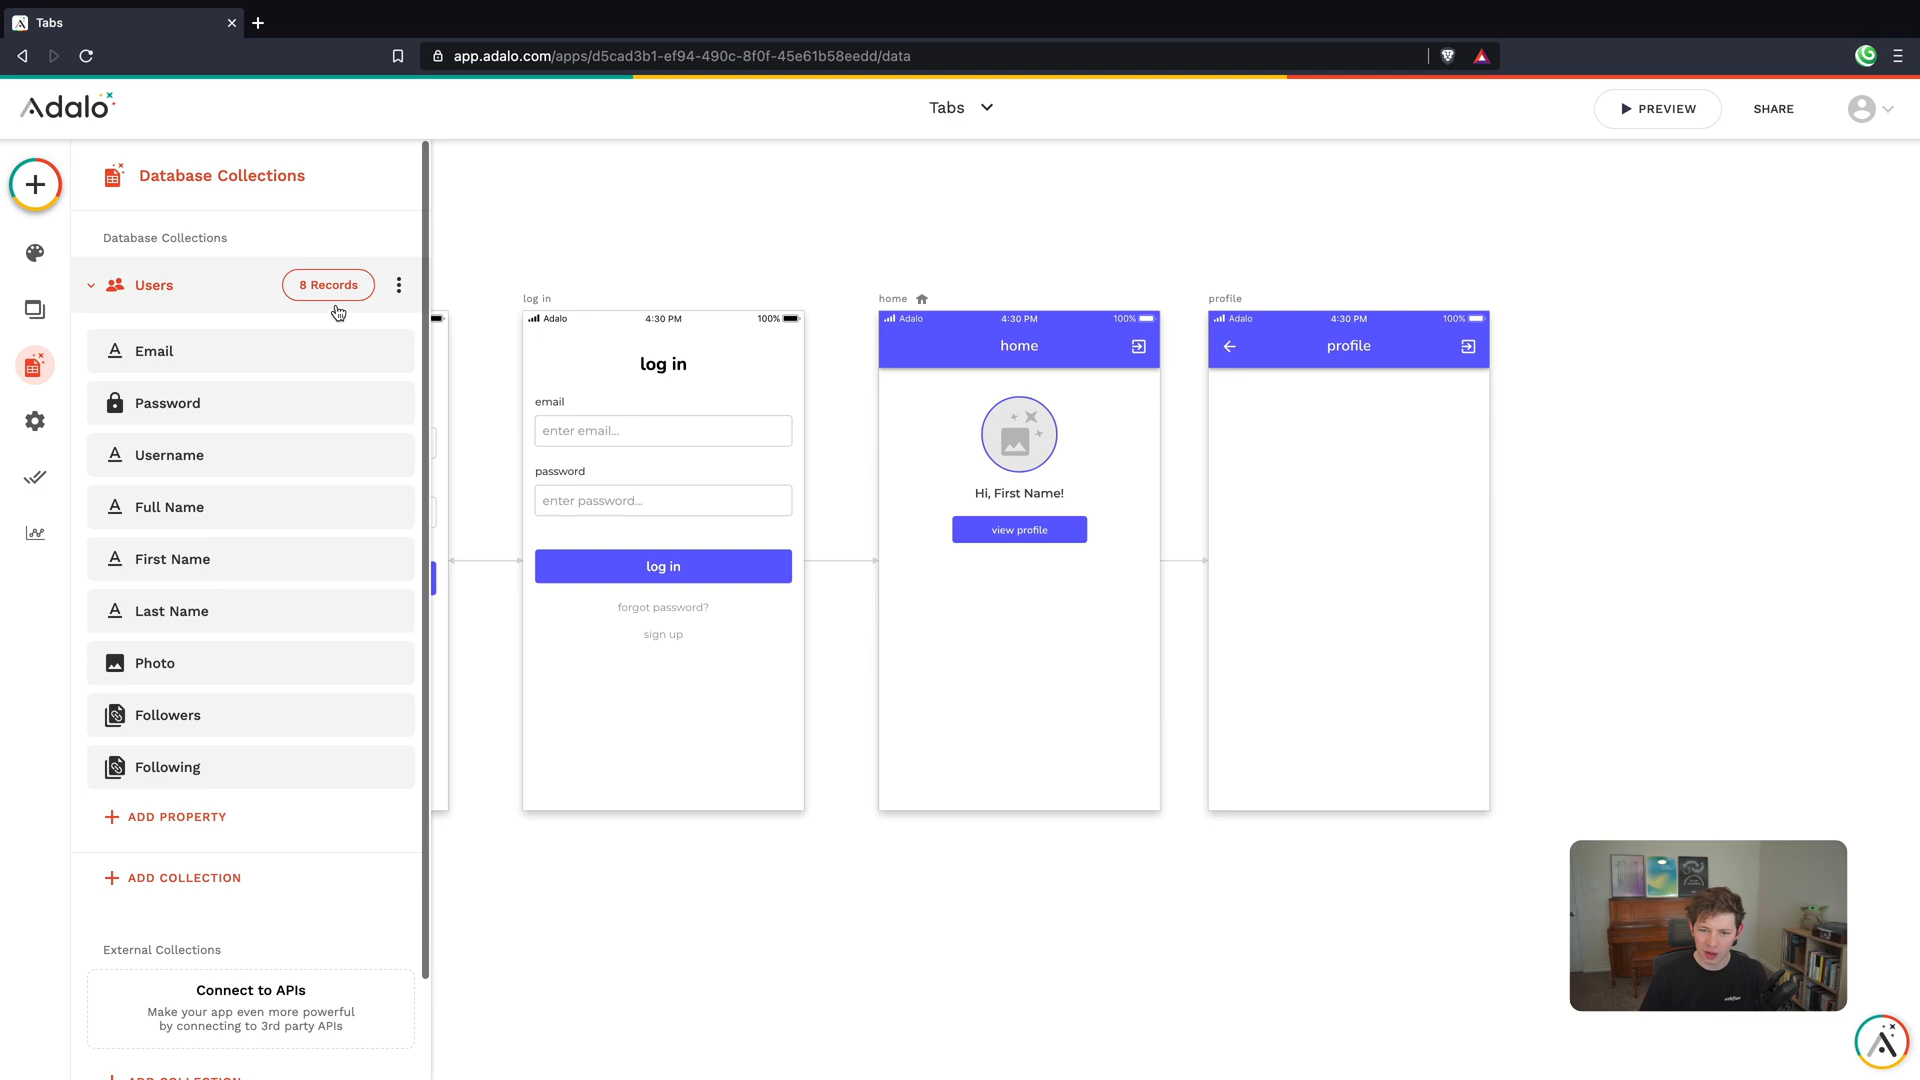 Tabs
app.adalo.com/apps/d5cad3b1-ef94-490c-8f0f-45e61b58eedd/data
Adalo
Tabs
PREVIEW
SHARE
Database Collections
Database Collections
Users
8 Records
Email
Password
Username
Full Name
First Name
Last Name
Photo
Followers
Following
ADD PROPERTY
ADD COLLECTION
External Collections
Connect to APIs
Make your app even more powerful
by connecting to 3rd party APIs
log in
Adalo 4:30 PM 100%
log in
email
enter email...
password
enter password...
log in
forgot password?
sign up
home
Adalo 4:30 PM 100%
home
Hi, First Name!
view profile
profile
Adalo 4:30 PM 100%
profile